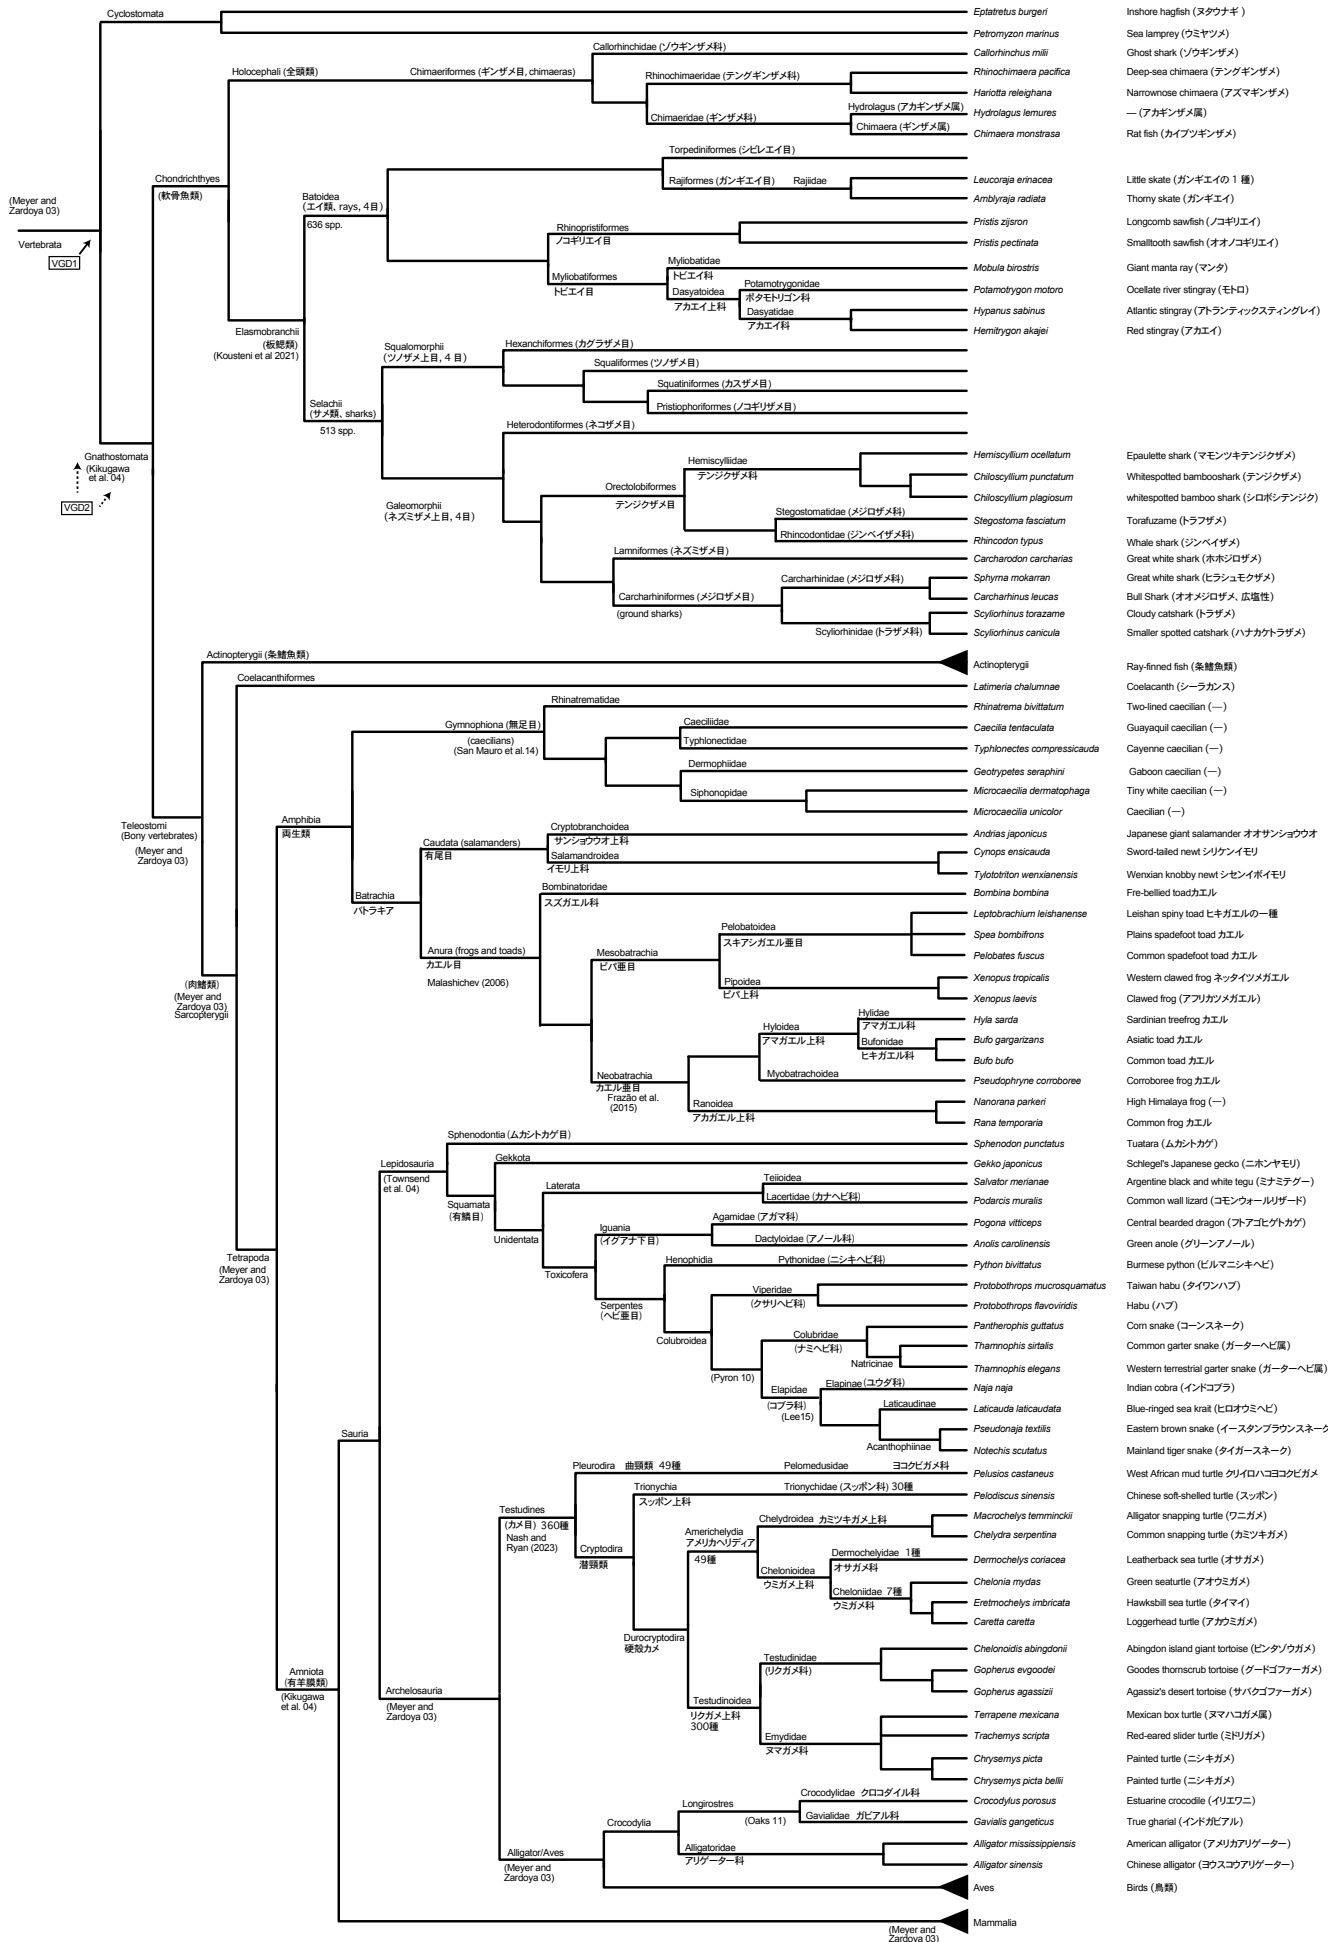 Cyclostomata
Eptatretus burgeri Inshore hagfish (ヌタウナギ )
Petromyzon marinus Sea lamprey (ウミヤツメ)
Callorhinchidae (ゾウギンザメ科)
Callorhinchus milii Ghost shark (ゾウギンザメ)
Holocephali (全頭類) Chimaeriformes (ギンザメ目, chimaeras)
Rhinochimaeridae (テングギンザメ科)
Rhinochimaera pacifica Deep-sea chimaera (テングギンザメ)
Hariotta releighana Narrownose chimaera (アズマギンザメ)
Hydrolagus (アカギンザメ属)
Hydrolagus lemures — (アカギンザメ属)
Chimaeridae (ギンザメ科)
Chimaera (ギンザメ属)
Chimaera monstrasa Rat fish (カイブツギンザメ)
Torpediniformes (シビレエイ目)
Chondrichthyes
(軟骨魚類)
Rajiformes (ガンギエイ目) Rajiidae
Leucoraja erinacea Little skate (ガンギエイの 1 種)
Amblyraja radiata Thorny skate (ガンギエイ)
Batoidea
(エイ類、rays, 4目)
636 spp.
(Meyer and
Zardoya 03)
Vertebrata
VGD1
Rhinopristiformes
ノコギリエイ目
Pristis zijsron Longcomb sawfish (ノコギリエイ)
Pristis pectinata Smalltooth sawfish (オオノコギリエイ)
Myliobatiformes
トビエイ目
Myliobatidae
トビエイ科
Mobula birostris Giant manta ray (マンタ)
Dasyatoidea
アカエイ上科
Potamotrygonidae
ポタモトリゴン科
Potamotrygon motoro Ocellate river stingray (モトロ)
Dasyatidae
アカエイ科
Hypanus sabinus Atlantic stingray (アトランティックスティングレイ)
Hemitrygon akajei Red stingray (アカエイ)
Elasmobranchii
(板鰓類)
(Kousteni et al 2021)
Squalomorphii
(ツノザメ上目, 4 目)
Hexanchiformes (カグラザメ目)
Squaliformes (ツノザメ目)
Squatiniformes (カスザメ目)
Pristiophoriformes (ノコギリザメ目)
Selachii
(サメ類、sharks)
513 spp.
Heterodontiformes (ネコザメ目)
Gnathostomata
(Kikugawa
et al. 04)
VGD2
Galeomorphii
(ネズミザメ上目, 4目)
Orectolobiformes
テンジクザメ目
Hemiscylliidae
テンジクザメ科
Hemiscyllium ocellatum Epaulette shark (マモンツキテンジクザメ)
Chiloscyllium punctatum Whitespotted bambooshark (テンジクザメ)
Chiloscyllium plagiosum whitespotted bamboo shark (シロボシテンジク)
Stegostomatidae (メジロザメ科)
Stegostoma fasciatum Torafuzame (トラフザメ)
Rhincodontidae (ジンベイザメ科)
Rhincodon typus Whale shark (ジンベイザメ)
Lamniformes (ネズミザメ目)
Carcharodon carcharias Great white shark (ホホジロザメ)
Carcharhiniformes (メジロザメ目)
(ground sharks)
Carcharhinidae (メジロザメ科)
Sphyrna mokarran Great white shark (ヒラシュモクザメ)
Carcharhinus leucas Bull Shark (オオメジロザメ、広塩性)
Scyliorhinus torazame Cloudy catshark (トラザメ)
Scyliorhinidae (トラザメ科)
Scyliorhinus canicula Smaller spotted catshark (ハナカケトラザメ)
Actinopterygii (条鰭魚類)
Actinopterygii Ray-finned fish (条鰭魚類)
Coelacanthiformes
Latimeria chalumnae Coelacanth (シーラカンス)
Rhinatrematidae
Rhinatrema bivittatum Two-lined caecilian (—)
Gymnophiona (無足目)
(caecilians)
(San Mauro et al.14)
Caeciliidae
Caecilia tentaculata Guayaquil caecilian (—)
Typhlonectidae
Typhlonectes compressicauda Cayenne caecilian (—)
Dermophiidae
Geotrypetes seraphini Gaboon caecilian (—)
Siphonopidae
Microcaecilia dermatophaga Tiny white caecilian (—)
Microcaecilia unicolor Caecilian (—)
Teleostomi
(Bony vertebrates)
(Meyer and
Zardoya 03)
Amphibia
両生類
Caudata (salamanders)
有尾目
Cryptobranchoidea
サンショウウオ上科
Andrias japonicus Japanese giant salamander オオサンショウウオ
Salamandroidea
イモリ上科
Cynops ensicauda Sword-tailed newt シリケンイモリ
Tylototriton wenxianensis Wenxian knobby newt シセンイボイモリ
Batrachia
バトラキア
Bombinatoridae
スズガエル科
Bombina bombina Fre-bellied toadカエル
Anura (frogs and toads)
カエル目
Malashichev (2006)
Mesobatrachia
ピパ亜目
Pelobatoidea
スキアシガエル亜目
Leptobrachium leishanense Leishan spiny toad ヒキガエルの一種
Spea bombifrons Plains spadefoot toad カエル
Pelobates fuscus Common spadefoot toad カエル
Pipoidea
ピパ上科
Xenopus tropicalis Western clawed frog ネッタイツメガエル
Xenopus laevis Clawed frog (アフリカツメガエル)
(肉鰭類)
(Meyer and
Zardoya 03)
Sarcopterygii
Hyloidea
アマガエル上科
Hylidae
アマガエル科
Hyla sarda Sardinian treefrog カエル
Bufonidae
ヒキガエル科
Bufo gargarizans Asiatic toad カエル
Bufo bufo Common toad カエル
Neobatrachia
カエル亜目
Frazão et al.
(2015)
Myobatrachoidea
Pseudophryne corroboree Corroboree frog カエル
Ranoidea
アカガエル上科
Nanorana parkeri High Himalaya frog (—)
Rana temporaria Common frog カエル
Sphenodontia (ムカシトカゲ目)
Sphenodon punctatus Tuatara (ムカシトカゲ)
Lepidosauria
(Townsend
et al. 04)
Gekkota
Gekko japonicus Schlegel's Japanese gecko (ニホンヤモリ)
Squamata
(有鱗目)
Laterata
Teiioidea
Salvator merianae Argentine black and white tegu (ミナミテグー)
Lacertidae (カナヘビ科)
Podarcis muralis Common wall lizard (コモンウォールリザード)
Unidentata
Iguania
(イグアナ下目)
Agamidae (アガマ科)
Pogona vitticeps Central bearded dragon (フトアゴヒゲトカゲ)
Dactyloidae (アノール科)
Anolis carolinensis Green anole (グリーンアノール)
Tetrapoda
(Meyer and
Zardoya 03)
Toxicofera
Henophidia Pythonidae (ニシキヘビ科)
Python bivittatus Burmese python (ビルマニシキヘビ)
Serpentes
(ヘビ亜目)
Viperidae
(クサリヘビ科)
Protobothrops mucrosquamatus Taiwan habu (タイワンハブ)
Protobothrops flavoviridis Habu (ハブ)
Colubroidea
Colubridae
(ナミヘビ科)
Pantherophis guttatus Corn snake (コーンスネーク)
Thamnophis sirtalis Common garter snake (ガーターヘビ属)
Natricinae
Thamnophis elegans Western terrestrial garter snake (ガーターヘビ属)
(Pyron 10)
Elapidae
(コブラ科)
(Lee15)
Elapinae (ユウダ科)
Naja naja Indian cobra (インドコブラ)
Laticaudinae
Laticauda laticaudata Blue-ringed sea krait (ヒロオウミヘビ)
Pseudonaja textilis Eastern brown snake (イースタンブラウンスネーク
Acanthophiinae
Notechis scutatus Mainland tiger snake (タイガースネーク)
Sauria
Pleurodira 曲頸類 49種 Pelomedusidae ヨコクビガメ科
Pelusios castaneus West African mud turtle クリイロハコヨコクビガメ
Trionychia
スッポン上科
Trionychidae (スッポン科) 30種
Pelodiscus sinensis Chinese soft-shelled turtle (スッポン)
Testudines
(カメ目) 360種
Nash and
Ryan (2023)
Cryptodira
潜頸類
Americhelydia
アメリカヘリディア
49種
Chelydroidea カミツキガメ上科
Macrochelys temminckii Alligator snapping turtle (ワニガメ)
Chelydra serpentina Common snapping turtle (カミツキガメ)
Chelonioidea
ウミガメ上科
Dermochelyidae 1種
オサガメ科
Dermochelys coriacea Leatherback sea turtle (オサガメ)
Cheloniidae 7種
ウミガメ科
Chelonia mydas Green seaturtle (アオウミガメ)
Eretmochelys imbricata Hawksbill sea turtle (タイマイ)
Caretta caretta Loggerhead turtle (アカウミガメ)
Durocryptodira
硬殻カメ
Testudinidae
(リクガメ科)
Chelonoidis abingdonii Abingdon island giant tortoise (ピンタゾウガメ)
Gopherus evgoodei Goodes thornscrub tortoise (グードゴファーガメ)
Gopherus agassizii Agassiz's desert tortoise (サバクゴファーガメ)
Amniota
(有羊膜類)
(Kikugawa
et al. 04)
Archelosauria
(Meyer and
Zardoya 03)
Testudinoidea
リクガメ上科
300種
Emydidae
ヌマガメ科
Terrapene mexicana Mexican box turtle (ヌマハコガメ属)
Trachemys scripta Red-eared slider turtle (ミドリガメ)
Chrysemys picta Painted turtle (ニシキガメ)
Chrysemys picta bellii Painted turtle (ニシキガメ)
Crocodylia
Longirostres
(Oaks 11)
Crocodylidae クロコダイル科
Crocodylus porosus Estuarine crocodile (イリエワニ)
Gavialidae ガビアル科
Gavialis gangeticus True gharial (インドガビアル)
Alligatoridae
アリゲーター科
Alligator mississippiensis American alligator (アメリカアリゲーター)
Alligator sinensis Chinese alligator (ヨウスコウアリゲーター)
Alligator/Aves
(Meyer and
Zardoya 03)
Aves Birds (鳥類)
Mammalia
(Meyer and
Zardoya 03)